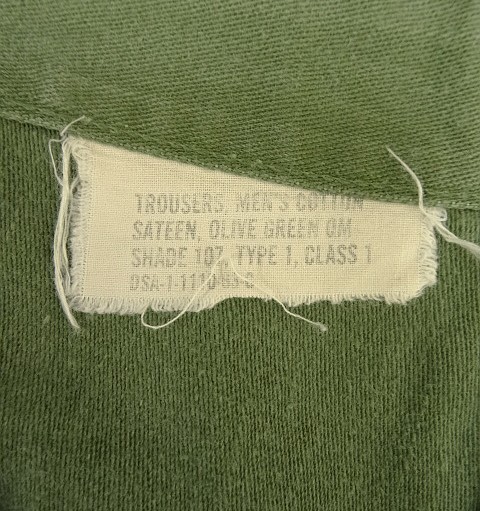 TROUSERS, MEN'S COTTON
SATEEN, OLIVE GREEN OM
SHADE 107, TYPE 1, CLASS 1